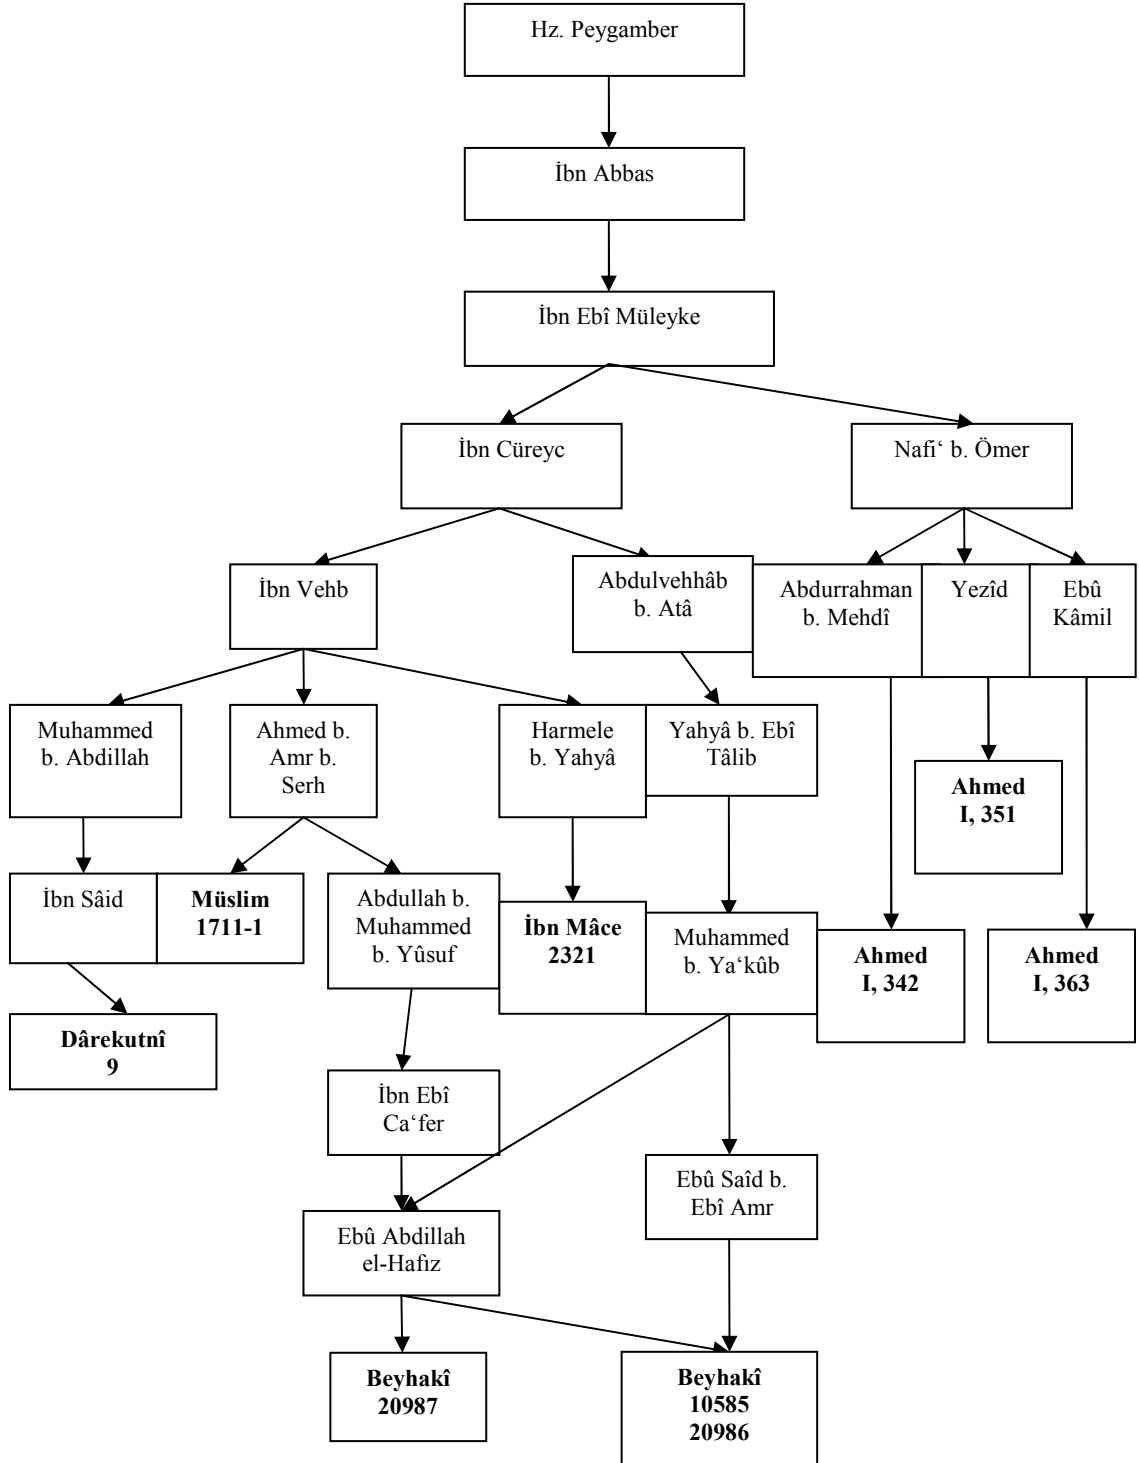 Hz. Peygamber
İbn Abbas
İbn Ebî Müleyke
İbn Cüreyc
Nafi‘ b. Ömer
İbn Vehb
Abdulvehhâb
b. Atâ
Abdurrahman
b. Mehdî
Yezîd
Ebû
Kâmil
Muhammed
b. Abdillah
Ahmed b.
Amr b.
Serh
Harmele
b. Yahyâ
Yahyâ b. Ebî
Tâlib
Ahmed
I, 351
İbn Sâid
Müslim
1711-1
Abdullah b.
Muhammed
b. Yûsuf
İbn Mâce
2321
Muhammed
b. Ya‘kûb
Ahmed
I, 342
Ahmed
I, 363
Dârekutnî
9
İbn Ebî
Ca‘fer
Ebû Saîd b.
Ebî Amr
Ebû Abdillah
el-Hafız
Beyhakî
20987
Beyhakî
10585
20986